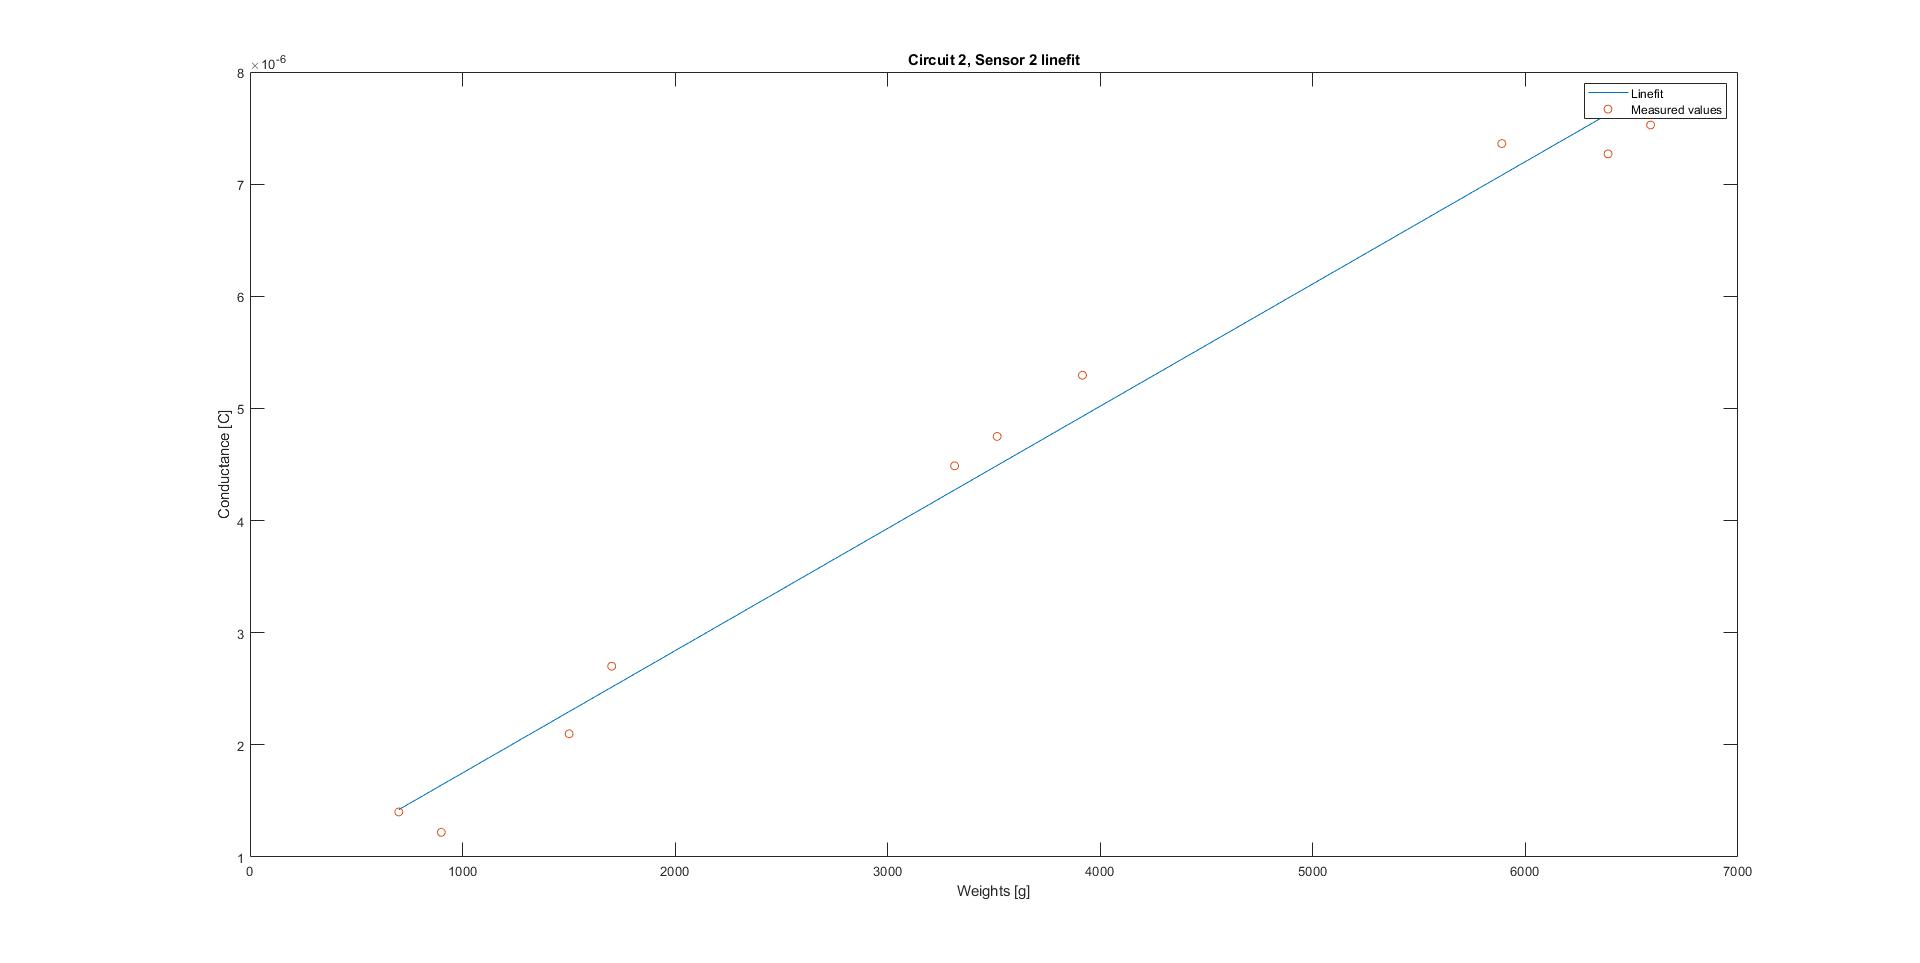 Circuit 2, Sensor 2 linefit
×10-6
8
7
6
5
4
3
2
1
Conductance [C]
Linefit
Measured values
0 1000 2000 3000 4000 5000 6000 7000
Weights [g]